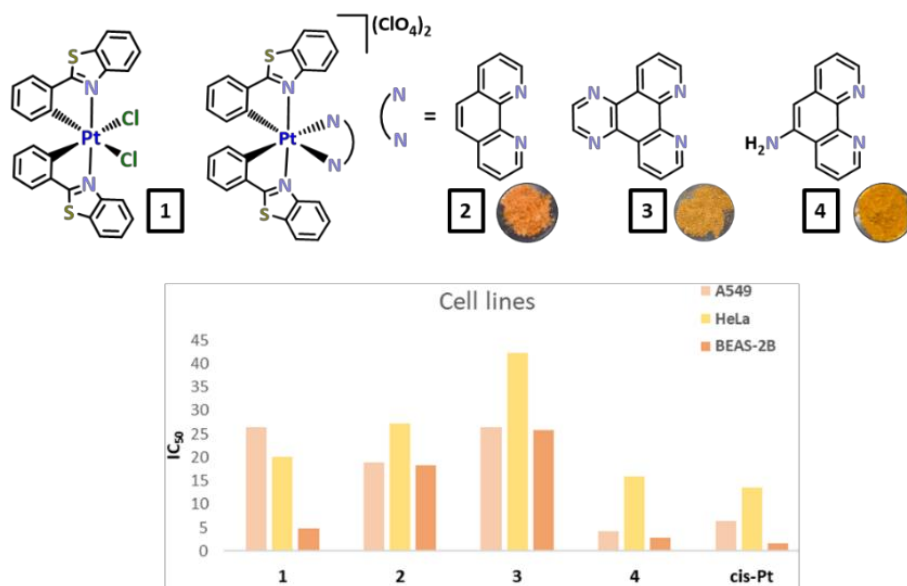 (ClO₄)₂
S
N
Cl
Pt
Cl
N
S
1
S
N
N
Pt
N
N
S
N
N
=
N
N
2
N
N
N
N
3
N
N
H₂N
4
Cell lines
A549
HeLa
BEAS-2B
IC₅₀
45
40
35
30
25
20
15
10
5
0
1 2 3 4 cis-Pt